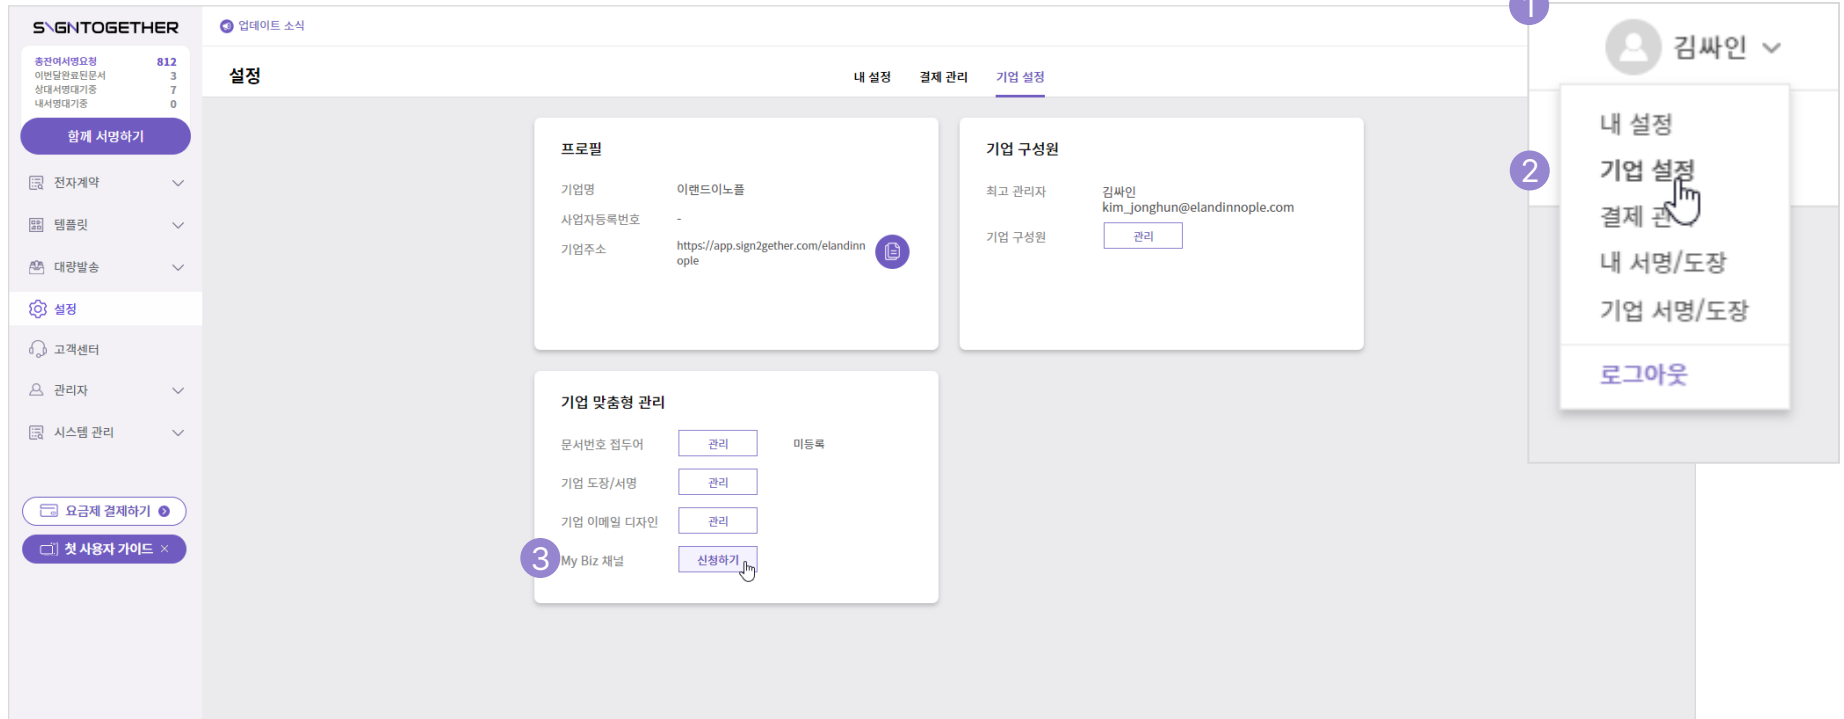 SIGNTOGETHER
총잔여서명요청 812
이번달완료된문서 3
상대서명대기중 7
내서명대기중 0
함께 서명하기
전자계약
템플릿
대량발송
설정
고객센터
관리자
시스템 관리
요금제 결제하기
첫 사용자 가이드 ×
업데이트 소식
설정
내 설정 결제 관리 기업 설정
프로필
기업명 이랜드이노플
사업자등록번호 -
기업주소 https://app.sign2gether.com/elandinn
ople
기업 구성원
최고 관리자 김싸인
kim_jonghun@elandinnople.com
기업 구성원 관리
기업 맞춤형 관리
문서번호 접두어 관리 미등록
기업 도장/서명 관리
기업 이메일 디자인 관리
3 My Biz 채널 신청하기
1
김싸인
내 설정
2 기업 설정
결제 관리
내 서명/도장
기업 서명/도장
로그아웃